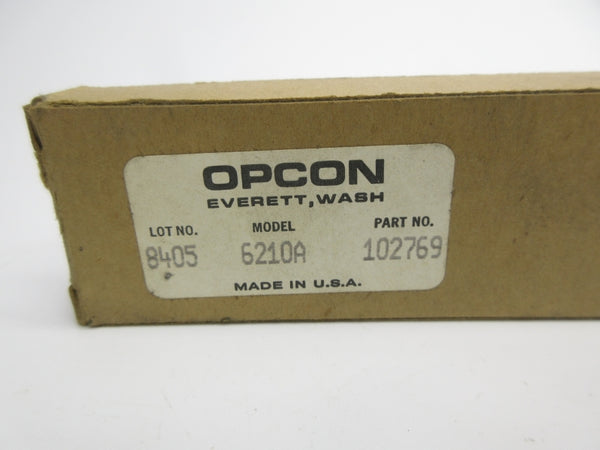 OPCON
EVERETT, WASH
LOT NO. MODEL PART NO.
8405 6210A 102769
MADE IN U.S.A.